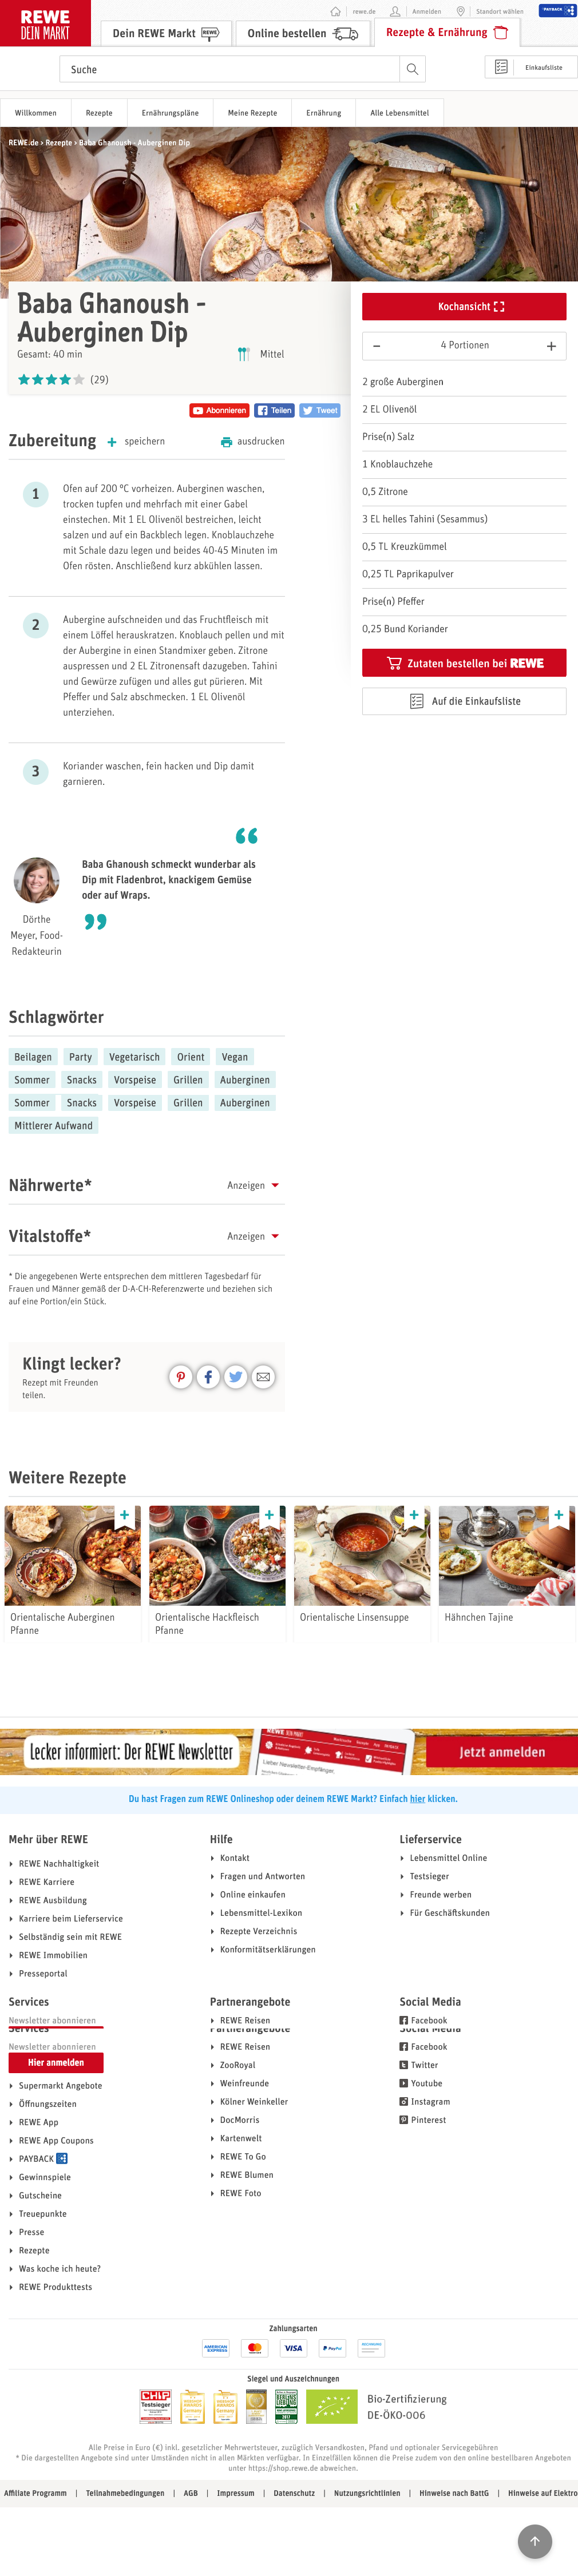 REWE
DEIN MARKT
rewe.de
Anmelden
Standort wählen
PAYBACK
Dein REWE Markt
Online bestellen
Rezepte & Ernährung
Suche
Einkaufsliste
Willkommen
Rezepte
Ernährungspläne
Meine Rezepte
Ernährung
Alle Lebensmittel
REWE.de > Rezepte > Baba Ghanoush - Auberginen Dip
Baba Ghanoush -
Auberginen Dip
Gesamt: 40 min
Mittel
(29)
Abonnieren
Teilen
Tweet
Kochansicht
− 4 Portionen +
2 große Auberginen
2 EL Olivenöl
Prise(n) Salz
1 Knoblauchzehe
0,5 Zitrone
3 EL helles Tahini (Sesammus)
0,5 TL Kreuzkümmel
0,25 TL Paprikapulver
Prise(n) Pfeffer
0,25 Bund Koriander
Zutaten bestellen bei REWE
Auf die Einkaufsliste
Zubereitung
+ speichern
ausdrucken
1
Ofen auf 200 °C vorheizen. Auberginen waschen,
trocken tupfen und mehrfach mit einer Gabel
einstechen. Mit 1 EL Olivenöl bestreichen, leicht
salzen und auf ein Backblech legen. Knoblauchzehe
mit Schale dazu legen und beides 40-45 Minuten im
Ofen rösten. Anschließend kurz abkühlen lassen.
2
Aubergine aufschneiden und das Fruchtfleisch mit
einem Löffel herauskratzen. Knoblauch pellen und mit
der Aubergine in einen Standmixer geben. Zitrone
auspressen und 2 EL Zitronensaft dazugeben. Tahini
und Gewürze zufügen und alles gut pürieren. Mit
Pfeffer und Salz abschmecken. 1 EL Olivenöl
unterziehen.
3
Koriander waschen, fein hacken und Dip damit
garnieren.
Baba Ghanoush schmeckt wunderbar als
Dip mit Fladenbrot, knackigem Gemüse
oder auf Wraps.
Dörthe
Meyer, Food-
Redakteurin
Schlagwörter
Beilagen
Party
Vegetarisch
Orient
Vegan
Sommer
Snacks
Vorspeise
Grillen
Auberginen
Sommer
Snacks
Vorspeise
Grillen
Auberginen
Mittlerer Aufwand
Nährwerte*
Anzeigen
Vitalstoffe*
Anzeigen
* Die angegebenen Werte entsprechen dem mittleren Tagesbedarf für
Frauen und Männer gemäß der D-A-CH-Referenzwerte und beziehen sich
auf eine Portion/ein Stück.
Klingt lecker?
Rezept mit Freunden
teilen.
Weitere Rezepte
Orientalische Auberginen
Pfanne
Orientalische Hackfleisch
Pfanne
Orientalische Linsensuppe
Hähnchen Tajine
Lecker informiert: Der REWE Newsletter
Jetzt anmelden
Du hast Fragen zum REWE Onlineshop oder deinem REWE Markt? Einfach hier klicken.
Mehr über REWE
REWE Nachhaltigkeit
REWE Karriere
REWE Ausbildung
Karriere beim Lieferservice
Selbständig sein mit REWE
REWE Immobilien
Presseportal
Hilfe
Kontakt
Fragen und Antworten
Online einkaufen
Lebensmittel-Lexikon
Rezepte Verzeichnis
Konformitätserklärungen
Lieferservice
Lebensmittel Online
Testsieger
Freunde werben
Für Geschäftskunden
Services
Newsletter abonnieren
Services
Newsletter abonnieren
Hier anmelden
Supermarkt Angebote
Öffnungszeiten
REWE App
REWE App Coupons
PAYBACK
Gewinnspiele
Gutscheine
Treuepunkte
Presse
Rezepte
Was koche ich heute?
REWE Produkttests
Partnerangebote
REWE Reisen
Partnerangebote
REWE Reisen
ZooRoyal
Weinfreunde
Kölner Weinkeller
DocMorris
Kartenwelt
REWE To Go
REWE Blumen
REWE Foto
Social Media
Facebook
Social Media
Facebook
Twitter
Youtube
Instagram
Pinterest
Zahlungsarten
AMERICAN EXPRESS
VISA
PayPal
RECHNUNG
Siegel und Auszeichnungen
CHIP
Testsieger
Bio-Zertifizierung
DE-ÖKO-006
Alle Preise in Euro (€) inkl. gesetzlicher Mehrwertsteuer, zuzüglich Versandkosten, Pfand und optionaler Servicegebühren
* Die dargestellten Angebote sind unter Umständen nicht in allen Märkten verfügbar. In Einzelfällen können die Preise zudem von den online bestellbaren Angeboten
unter https://shop.rewe.de abweichen.
Affiliate Programm | Teilnahmebedingungen | AGB | Impressum | Datenschutz | Nutzungsrichtlinien | Hinweise nach BattG | Hinweise auf Elektro